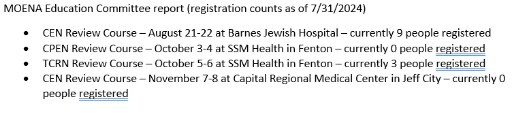 MOENA Education Committee report (registration counts as of 7/31/2024)
• CEN Review Course – August 21-22 at Barnes Jewish Hospital – currently 9 people registered
• CPEN Review Course – October 3-4 at SSM Health in Fenton – currently 0 people registered
• TCRN Review Course – October 5-6 at SSM Health in Fenton – currently 3 people registered
• CEN Review Course – November 7-8 at Capital Regional Medical Center in Jeff City – currently 0
people registered